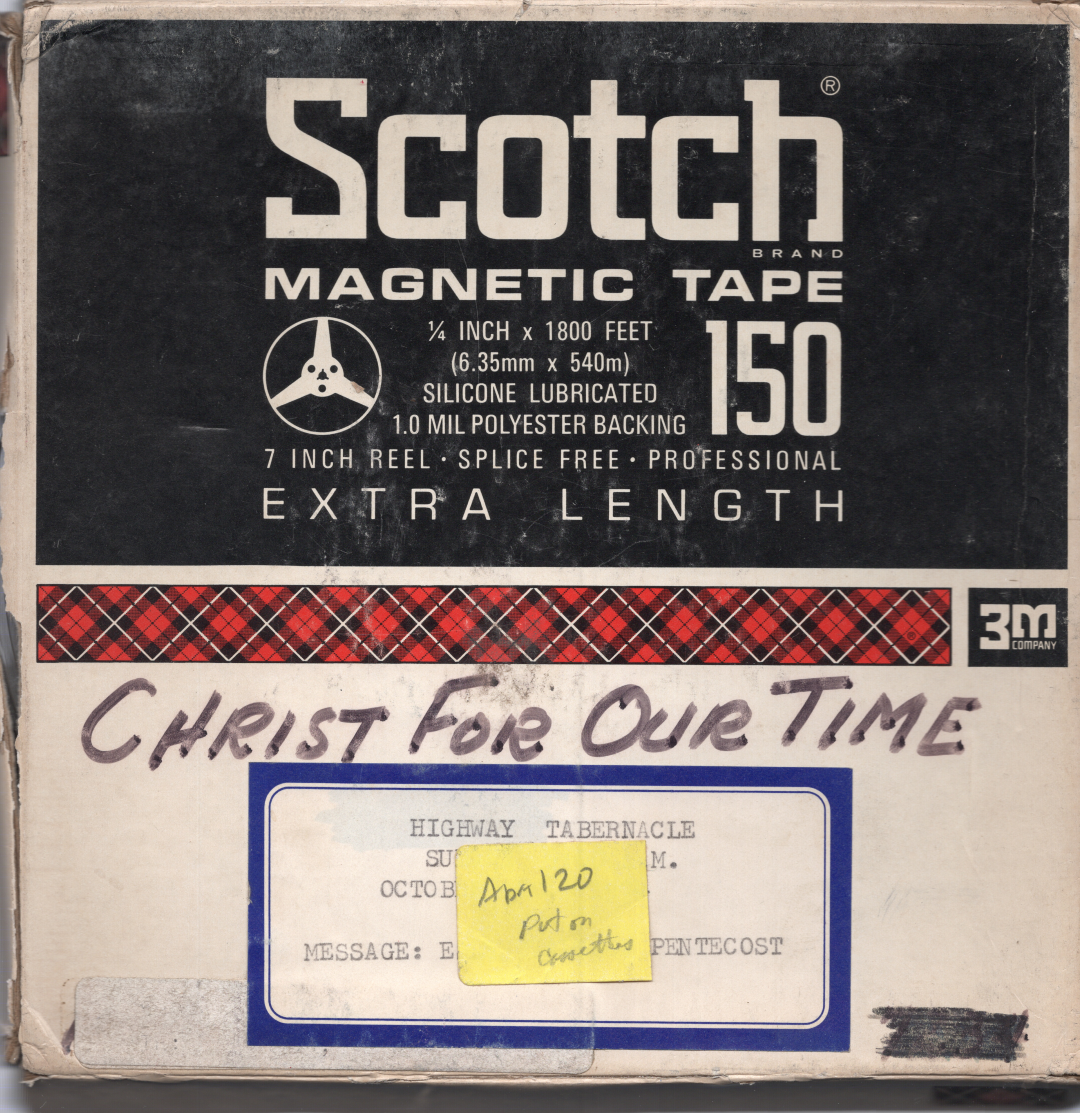 Scotch®
BRAND
MAGNETIC TAPE
¼ INCH x 1800 FEET
(6.35mm x 540m)
SILICONE LUBRICATED
1.0 MIL POLYESTER BACKING
150
7 INCH REEL · SPLICE FREE · PROFESSIONAL
EXTRA LENGTH
3M
COMPANY
CHRIST FOR OUR TIME
HIGHWAY TABERNACLE
SU M.
OCTOB
MESSAGE: E PENTECOST
120
Put on
Cassettes